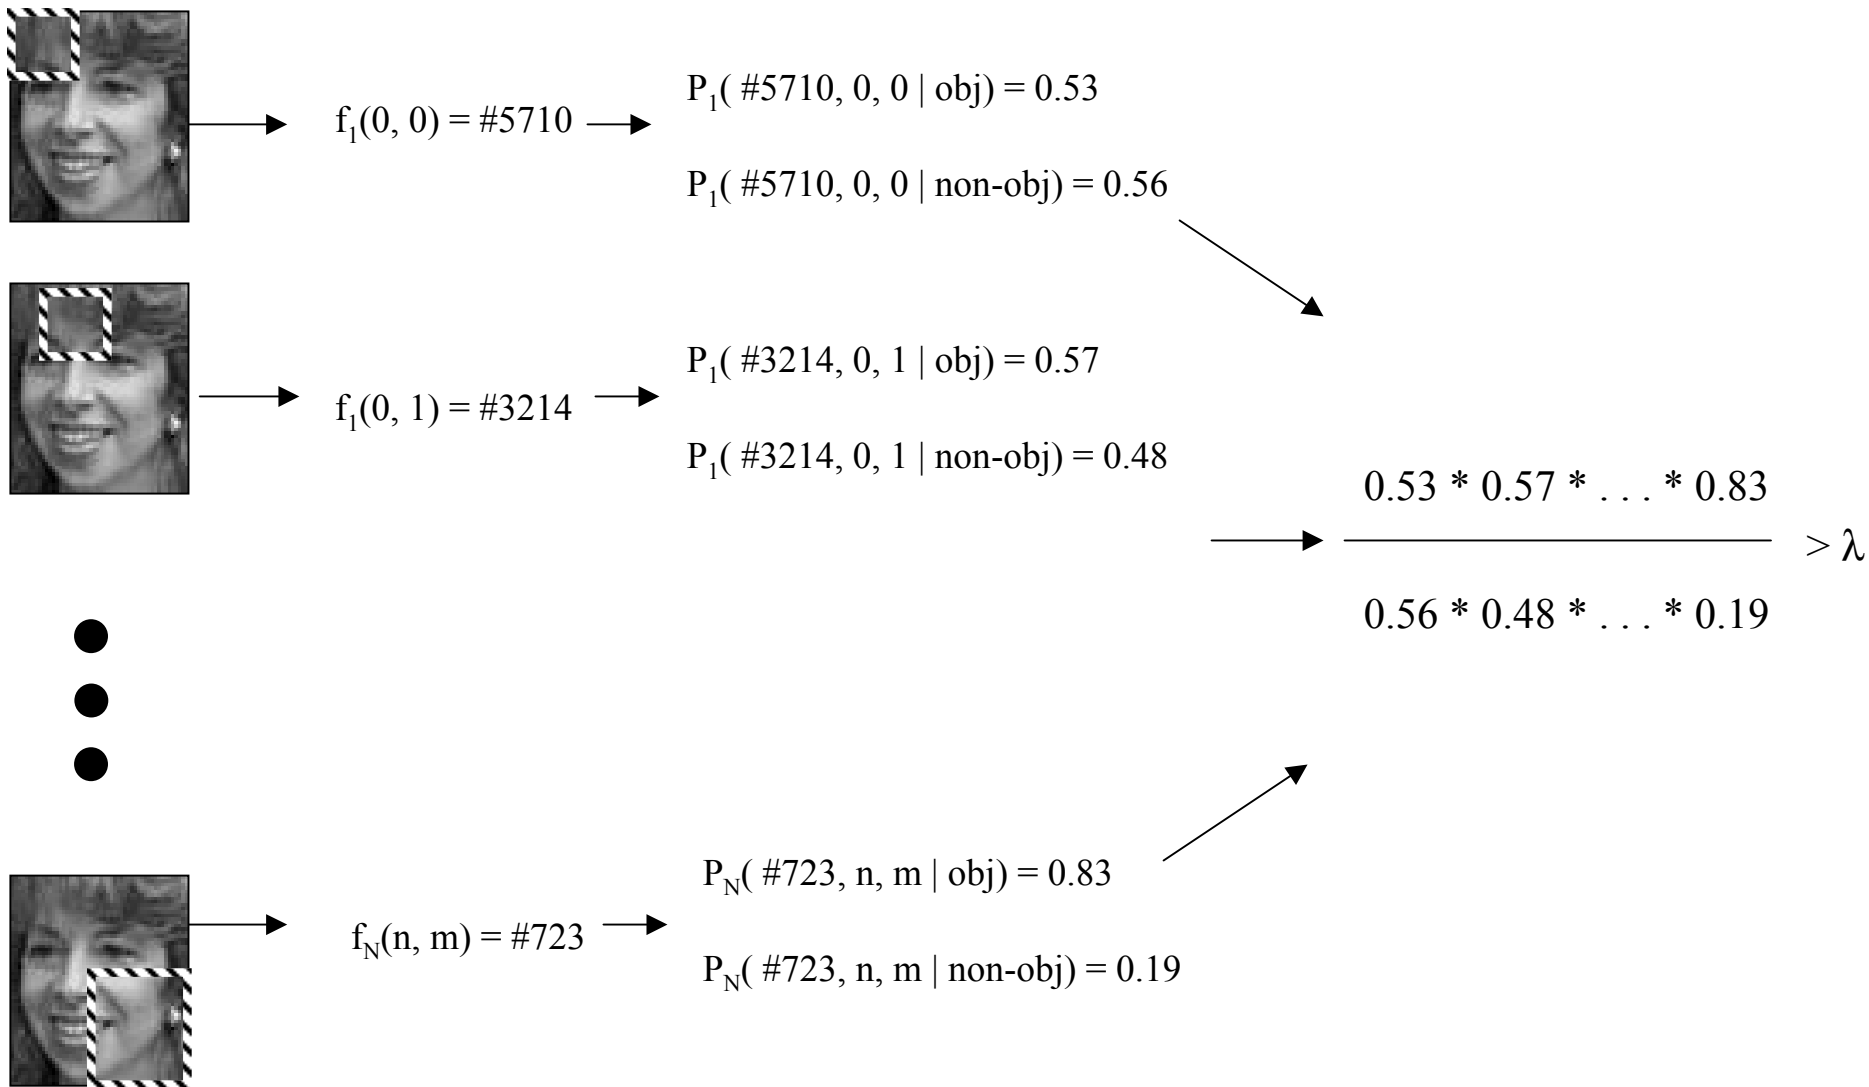 P₁( #5710, 0, 0 | obj) = 0.53
f₁(0, 0) = #5710
P₁( #5710, 0, 0 | non-obj) = 0.56
P₁( #3214, 0, 1 | obj) = 0.57
f₁(0, 1) = #3214
P₁( #3214, 0, 1 | non-obj) = 0.48
0.53 * 0.57 * . . . * 0.83
> λ
0.56 * 0.48 * . . . * 0.19
P_N( #723, n, m | obj) = 0.83
f_N(n, m) = #723
P_N( #723, n, m | non-obj) = 0.19